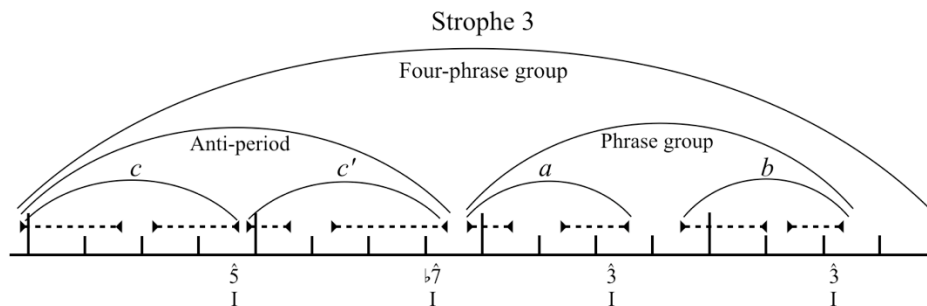 Strophe 3
Four-phrase group
Anti-period Phrase group
c c′ a b
5̂ ♭7̂ 3̂ 3̂
I I I I